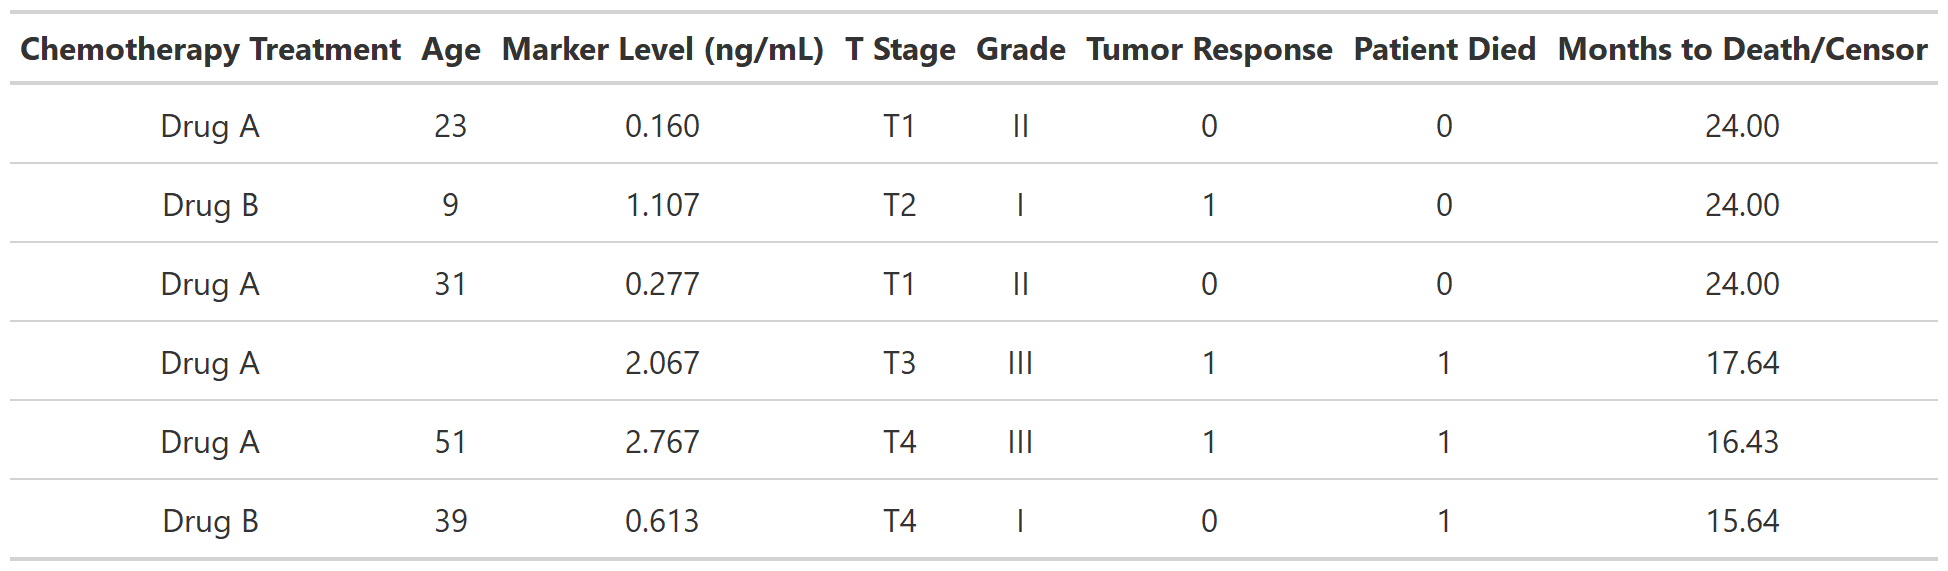 Chemotherapy Treatment Age Marker Level (ng/mL) T Stage Grade Tumor Response Patient Died Months to Death/Censor
Drug A 23 0.160 T1 II 0 0 24.00
Drug B 9 1.107 T2 I 1 0 24.00
Drug A 31 0.277 T1 II 0 0 24.00
Drug A 2.067 T3 III 1 1 17.64
Drug A 51 2.767 T4 III 1 1 16.43
Drug B 39 0.613 T4 I 0 1 15.64